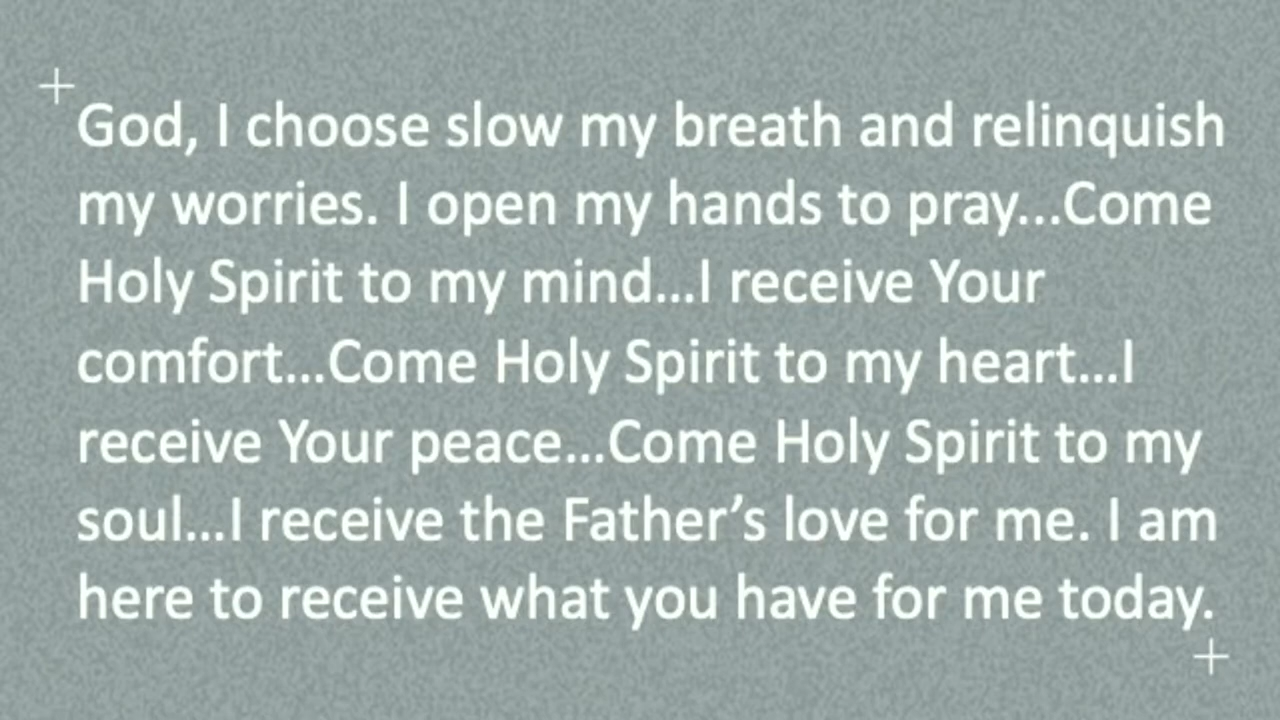 God, I choose slow my breath and relinquish
my worries. I open my hands to pray...Come
Holy Spirit to my mind...I receive Your
comfort...Come Holy Spirit to my heart...I
receive Your peace...Come Holy Spirit to my
soul...I receive the Father’s love for me. I am
here to receive what you have for me today.